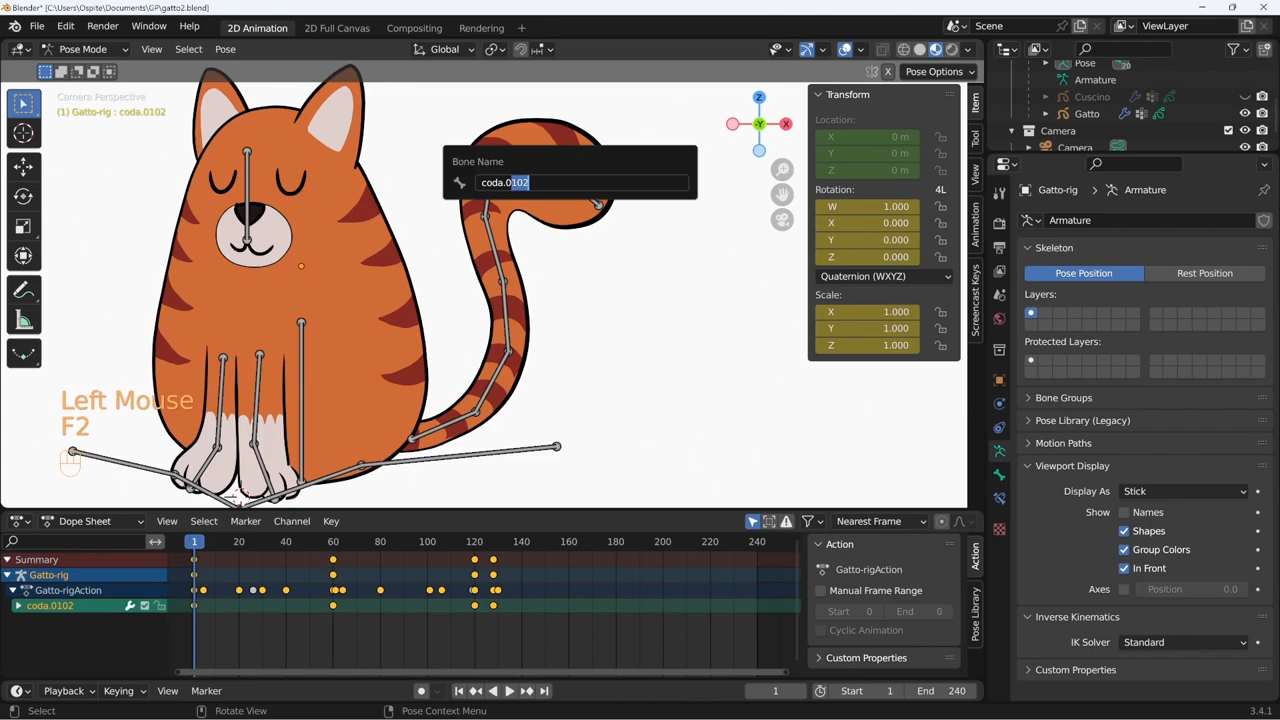 Blender* [C:\Users\Ospite\Documents\GP\gatto2.blend]
File Edit Render Window Help 2D Animation 2D Full Canvas Compositing Rendering + Scene ViewLayer
Pose Mode View Select Pose Global
X Pose Options
Camera Perspective
(1) Gatto-rig : coda.0102
Z
-Y
X
Bone Name
coda.0102
Transform
Location:
X 0 m
Y 0 m
Z 0 m
Rotation: 4L
W 1.000
X 0.000
Y 0.000
Z 0.000
Quaternion (WXYZ)
Scale:
X 1.000
Y 1.000
Z 1.000
Item
Tool
View
Animation
Screencast Keys
Left Mouse
F2
Pose
Armature
Cuscino
Gatto
Camera
Camera
Gatto-rig Armature
Armature
Skeleton
Pose Position Rest Position
Layers:
Protected Layers:
Bone Groups
Pose Library (Legacy)
Motion Paths
Viewport Display
Display As Stick
Show Names
Shapes
Group Colors
In Front
Axes Position 0.0
Inverse Kinematics
IK Solver Standard
Custom Properties
Dope Sheet View Select Marker Channel Key Nearest Frame
1 20 40 60 80 100 120 140 160 180 200 220 240
Summary
Gatto-rig
Gatto-rigAction
coda.0102
Action
Gatto-rigAction
Manual Frame Range
Start 0 End 0
Cyclic Animation
Custom Properties
Action
Pose Library
Playback Keying View Marker 1 Start 1 End 240
Select Rotate View Pose Context Menu 3.4.1